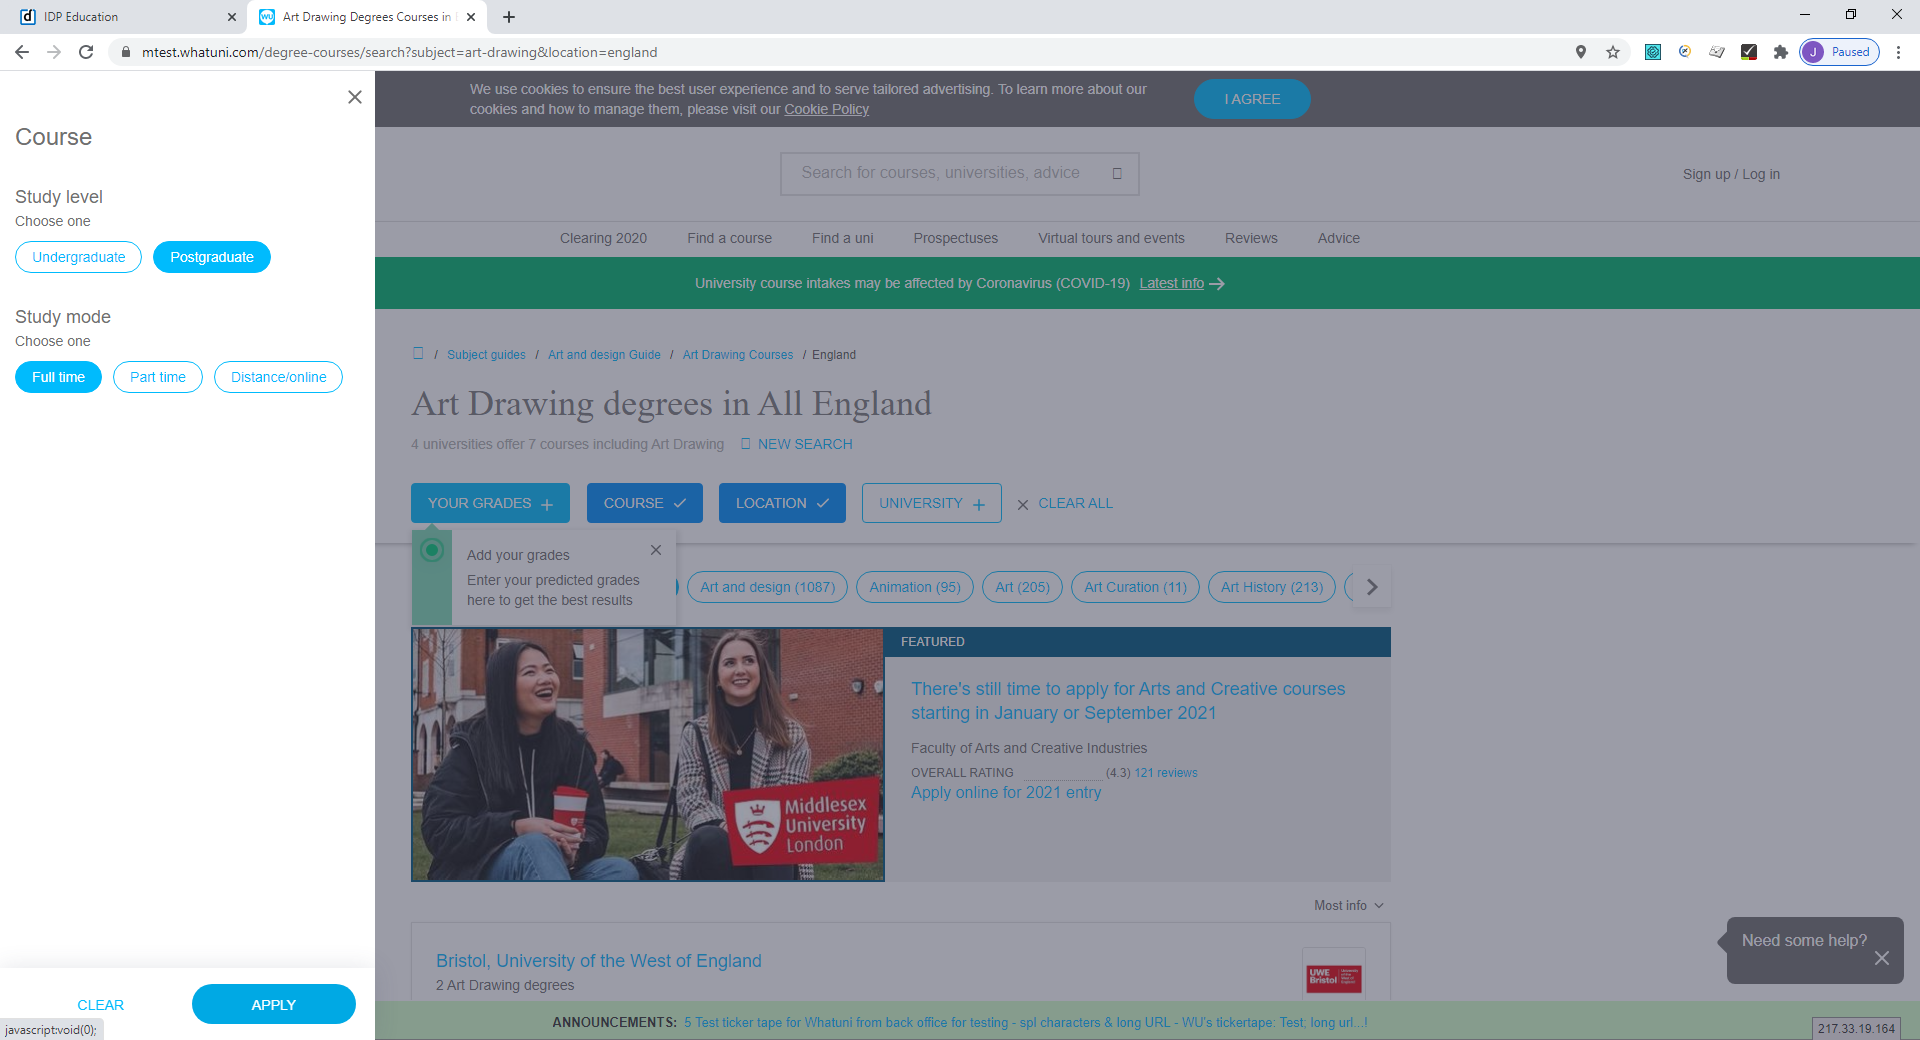 IDP Education
Art Drawing Degrees Courses in
mtest.whatuni.com/degree-courses/search?subject=art-drawing&location=england
J Paused
Course
Study level
Choose one
Undergraduate Postgraduate
Study mode
Choose one
Full time Part time Distance/online
CLEAR APPLY
javascript:void(0);
We use cookies to ensure the best user experience and to serve tailored advertising. To learn more about our
cookies and how to manage them, please visit our Cookie Policy
I AGREE
Search for courses, universities, advice
Sign up / Log in
Clearing 2020 Find a course Find a uni Prospectuses Virtual tours and events Reviews Advice
University course intakes may be affected by Coronavirus (COVID-19) Latest info
/ Subject guides / Art and design Guide / Art Drawing Courses / England
Art Drawing degrees in All England
4 universities offer 7 courses including Art Drawing NEW SEARCH
YOUR GRADES COURSE LOCATION UNIVERSITY CLEAR ALL
Add your grades
Enter your predicted grades
here to get the best results
Art and design (1087) Animation (95) Art (205) Art Curation (11) Art History (213)
Middlesex
University
London
FEATURED
There's still time to apply for Arts and Creative courses
starting in January or September 2021
Faculty of Arts and Creative Industries
OVERALL RATING (4.3) 121 reviews
Apply online for 2021 entry
Most info
Bristol, University of the West of England
2 Art Drawing degrees
UWE
Bristol
Need some help?
ANNOUNCEMENTS: 5 Test ticker tape for Whatuni from back office for testing - spl characters & long URL - WU's tickertape: Test; long url...!
217.33.19.164